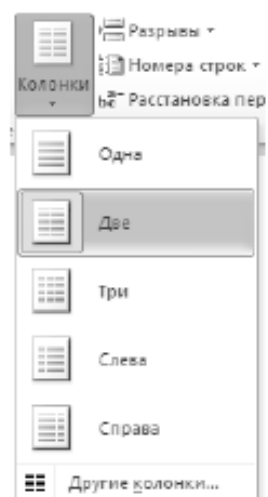 Разрывы
Номера строк
Колонки
Расстановка пер
Одна
Две
Три
Слева
Справа
Другие колонки...